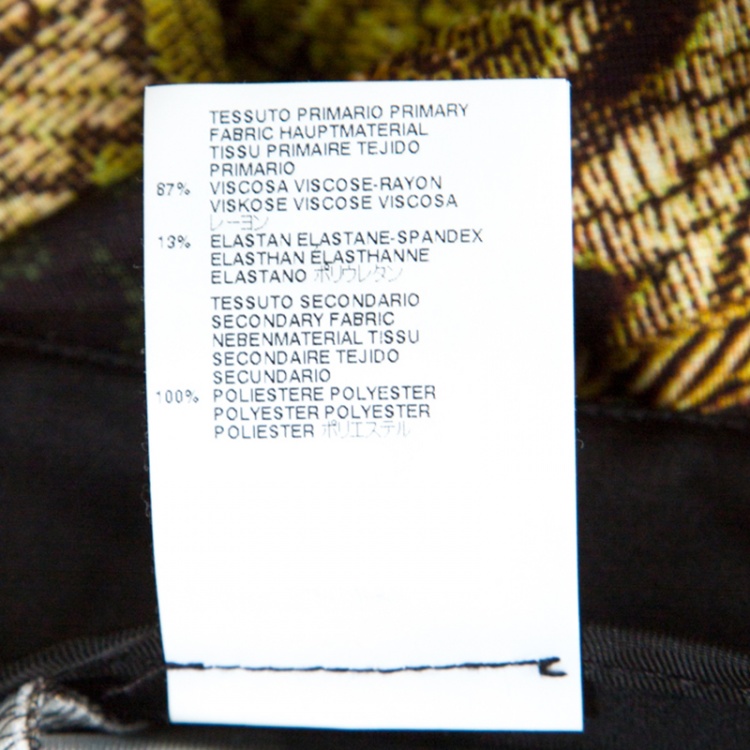 TESSUTO PRIMARIO PRIMARY
FABRIC HAUPTMATERIAL
TISSU PRIMAIRE TEJIDO
PRIMARIO
87% VISCOSA VISCOSE-RAYON
VISKOSE VISCOSE VISCOSA
レーヨン
13% ELASTAN ELASTANE-SPANDEX
ELASTHAN ELASTHANNE
ELASTANO ポリウレタン
TESSUTO SECONDARIO
SECONDARY FABRIC
NEBENMATERIAL TISSU
SECONDAIRE TEJIDO
SECUNDARIO
100% POLIESTERE POLYESTER
POLYESTER POLYESTER
POLIESTER ポリエステル